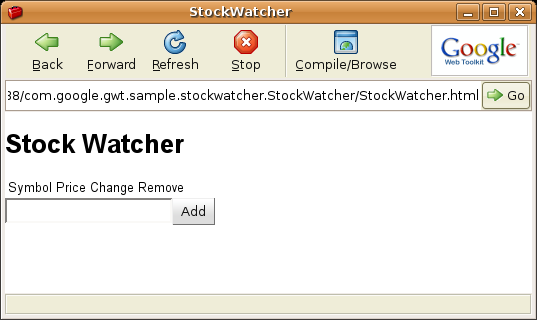 StockWatcher
Back Forward Refresh Stop Compile/Browse
Google
Web Toolkit
38/com.google.gwt.sample.stockwatcher.StockWatcher/StockWatcher.html Go
Stock Watcher
Symbol Price Change Remove
Add